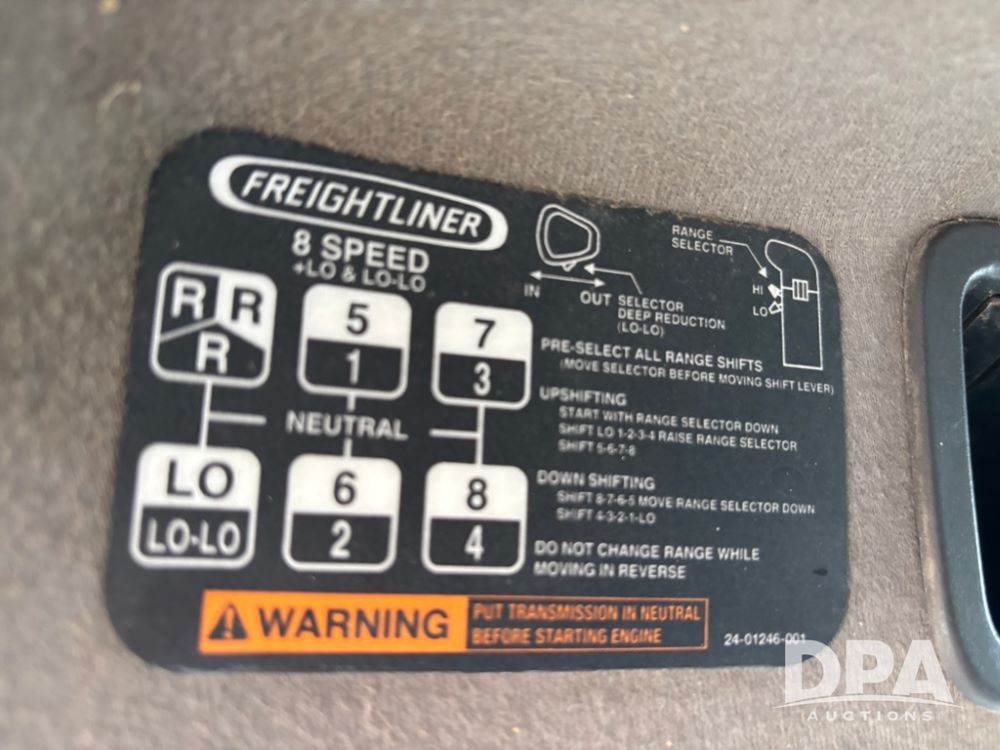 FREIGHTLINER
8 SPEED
+LO & LO-LO
R R
R
5
1
7
3
NEUTRAL
LO
LO-LO
6
2
8
4
IN
OUT
SELECTOR
DEEP REDUCTION
(LO-LO)
RANGE
SELECTOR
HI
LO
PRE-SELECT ALL RANGE SHIFTS
(MOVE SELECTOR BEFORE MOVING SHIFT LEVER)
UPSHIFTING
START WITH RANGE SELECTOR DOWN
SHIFT LO 1-2-3-4 RAISE RANGE SELECTOR
SHIFT 5-6-7-8
DOWN SHIFTING
SHIFT 8-7-6-5 MOVE RANGE SELECTOR DOWN
SHIFT 4-3-2-1-LO
DO NOT CHANGE RANGE WHILE
MOVING IN REVERSE
WARNING
PUT TRANSMISSION IN NEUTRAL
BEFORE STARTING ENGINE
24-01246-001
DPA
AUCTIONS